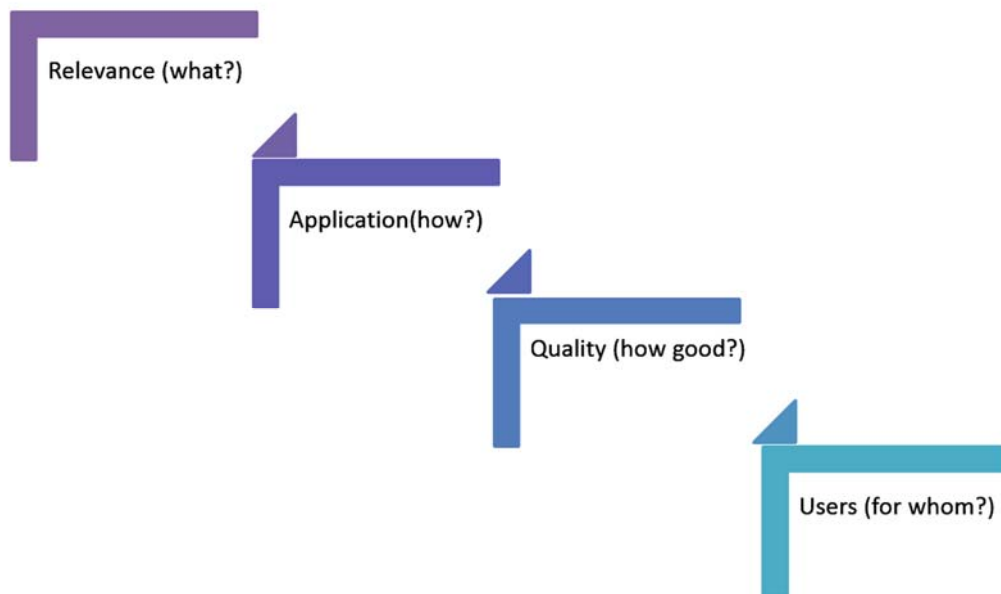 Relevance (what?)
Application(how?)
Quality (how good?)
Users (for whom?)